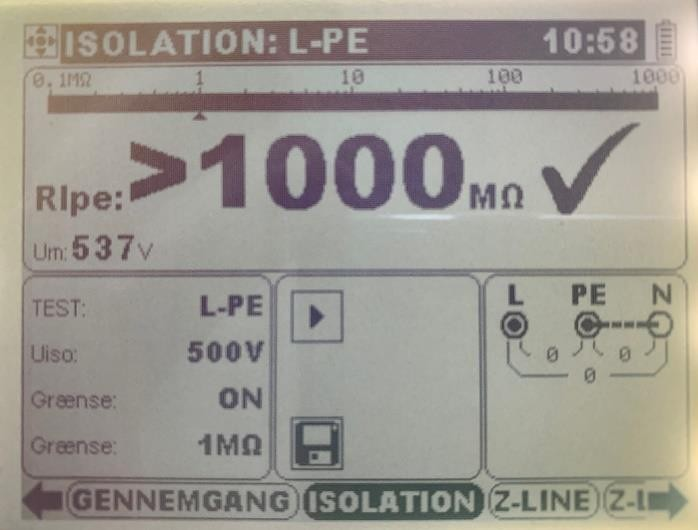 ISOLATION: L-PE 10:58
0.1MΩ 1 10 100 1000
RIpe: >1000 MΩ
Um: 537 V
TEST: L-PE
Uiso: 500V
Grænse: ON
Grænse: 1MΩ
L PE N
0 0
0
GENNEMGANG ISOLATION Z-LINE